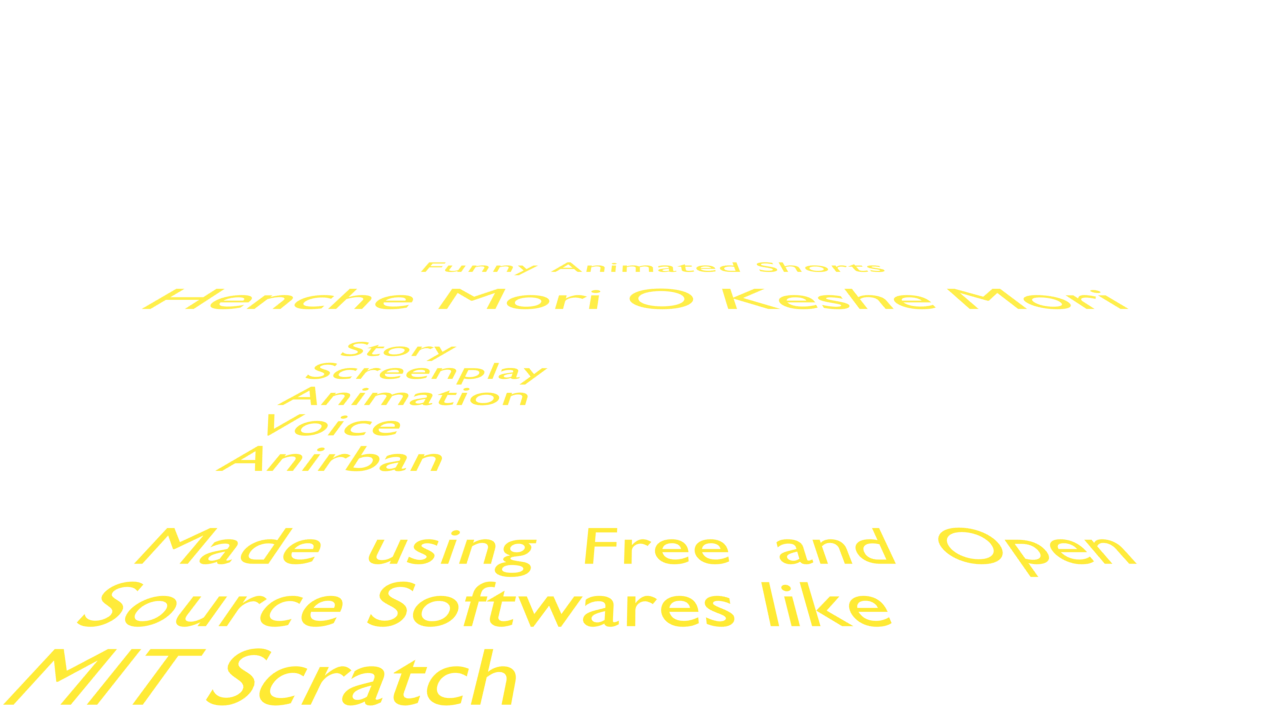 Funny Animated Shorts
Henche Mori O Keshe Mori
Story
Screenplay
Animation
Voice
Anirban
Made using Free and Open
Source Softwares like
MIT Scratch